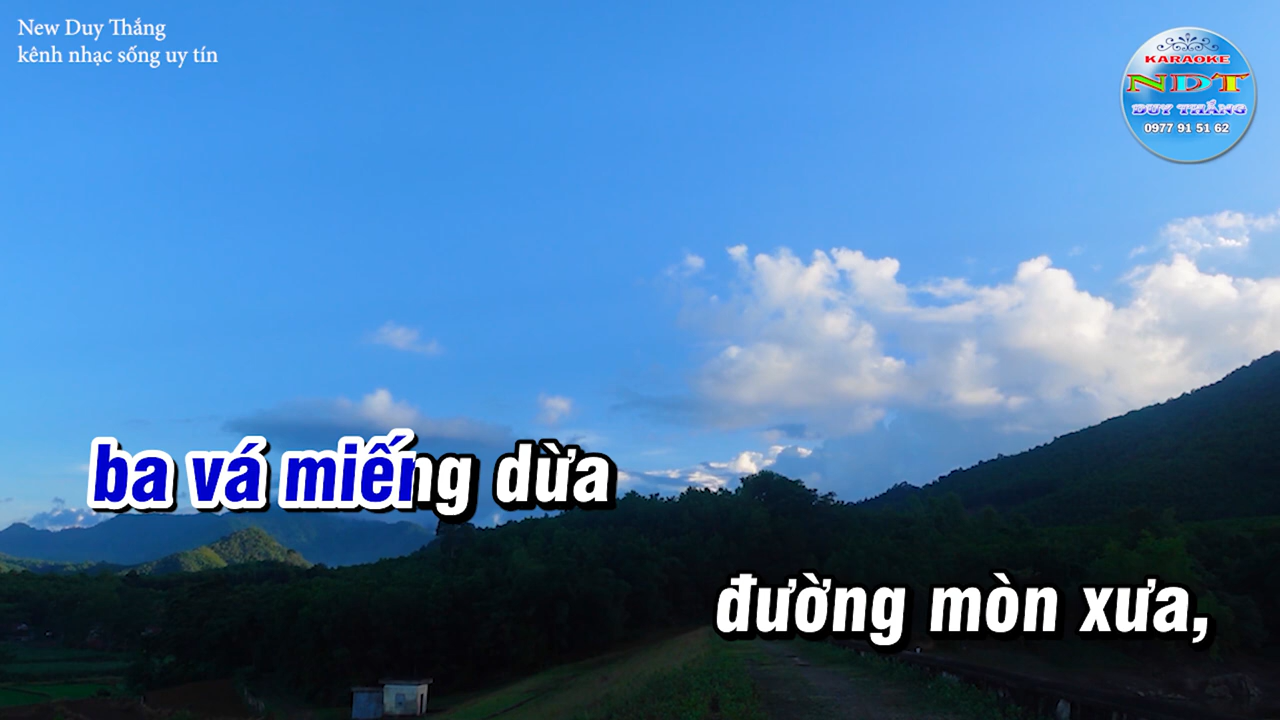 New Duy Thắng
kênh nhạc sống uy tín
KARAOKE
NDT
DUY THẮNG
0977 91 51 62
ba vá miếng dừa
đường mòn xưa,